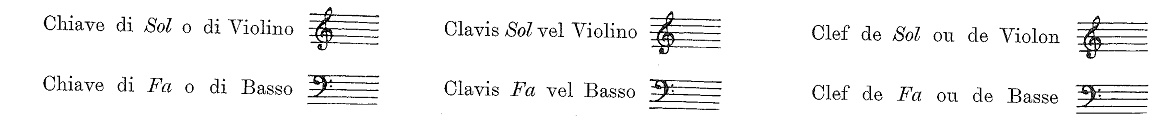 Chiave di Sol o di Violino
Chiave di Fa o di Basso
Clavis Sol vel Violino
Clavis Fa vel Basso
Clef de Sol ou de Violon
Clef de Fa ou de Basse